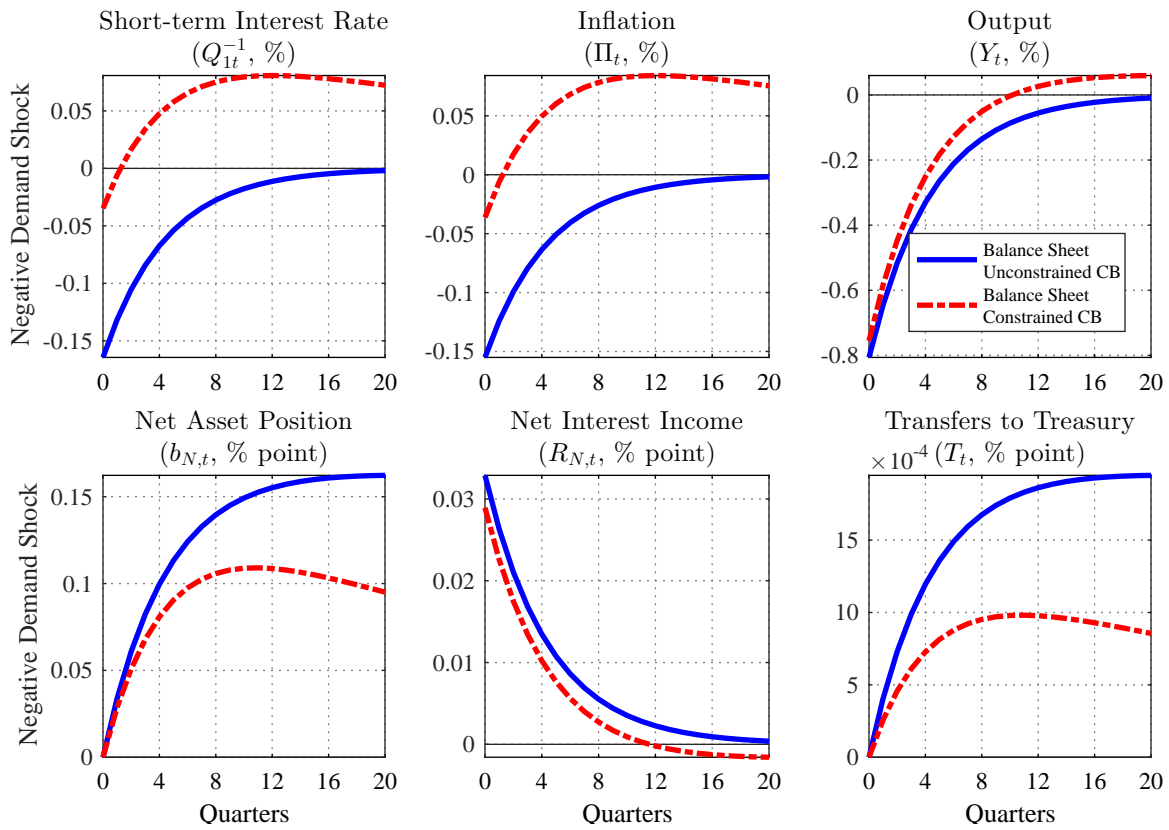 Short-term Interest Rate
(Q₁ₜ⁻¹, %)
Inflation
(Πₜ, %)
Output
(Yₜ, %)
Negative Demand Shock
0.05
0
-0.05
-0.1
-0.15
0 4 8 12 16 20
0.05
0
-0.05
-0.1
-0.15
0 4 8 12 16 20
0
-0.2
-0.4
-0.6
-0.8
0 4 8 12 16 20
Balance Sheet
Unconstrained CB
Balance Sheet
Constrained CB
Net Asset Position
(b_{N,t}, % point)
Net Interest Income
(R_{N,t}, % point)
Transfers to Treasury
×10⁻⁴ (Tₜ, % point)
Negative Demand Shock
0.15
0.1
0.05
0
0 4 8 12 16 20
Quarters
0.03
0.02
0.01
0
0 4 8 12 16 20
Quarters
15
10
5
0
0 4 8 12 16 20
Quarters